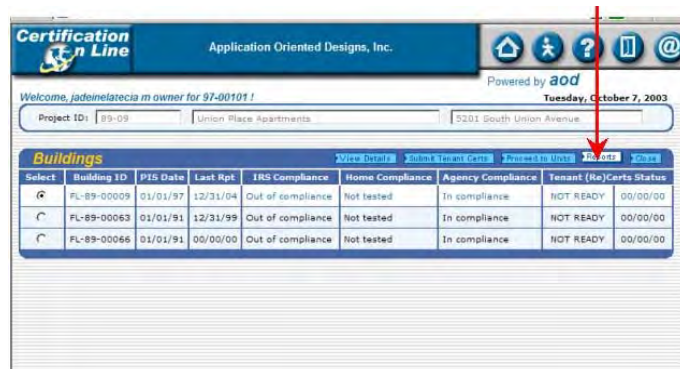 Certification
On Line
Application Oriented Designs, Inc.
Powered by aod
Welcome, jadeinelatecia m owner for 97-00101 !
Tuesday, October 7, 2003
Project ID: 89-09 Union Place Apartments 5201 South Union Avenue
Buildings View Details Submit Tenant Certs Proceed to Units Reports Close
Select Building ID PIS Date Last Rpt IRS Compliance Home Compliance Agency Compliance Tenant (Re)Certs Status
FL-89-00009 01/01/97 12/31/04 Out of compliance Not tested In compliance NOT READY 00/00/00
FL-89-00063 01/01/91 12/31/99 Out of compliance Not tested In compliance NOT READY 00/00/00
FL-89-00066 01/01/91 00/00/00 Out of compliance Not tested In compliance NOT READY 00/00/00